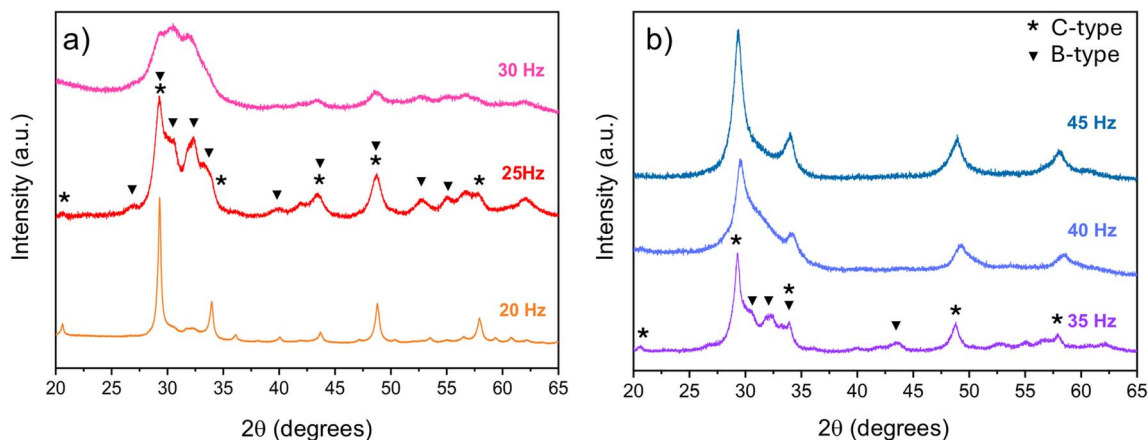 a)
30 Hz
25Hz
20 Hz
Intensity (a.u.)
20 25 30 35 40 45 50 55 60 65
2θ (degrees)
b)
* C-type
▼ B-type
45 Hz
40 Hz
35 Hz
Intensity (a.u.)
20 25 30 35 40 45 50 55 60 65
2θ (degrees)